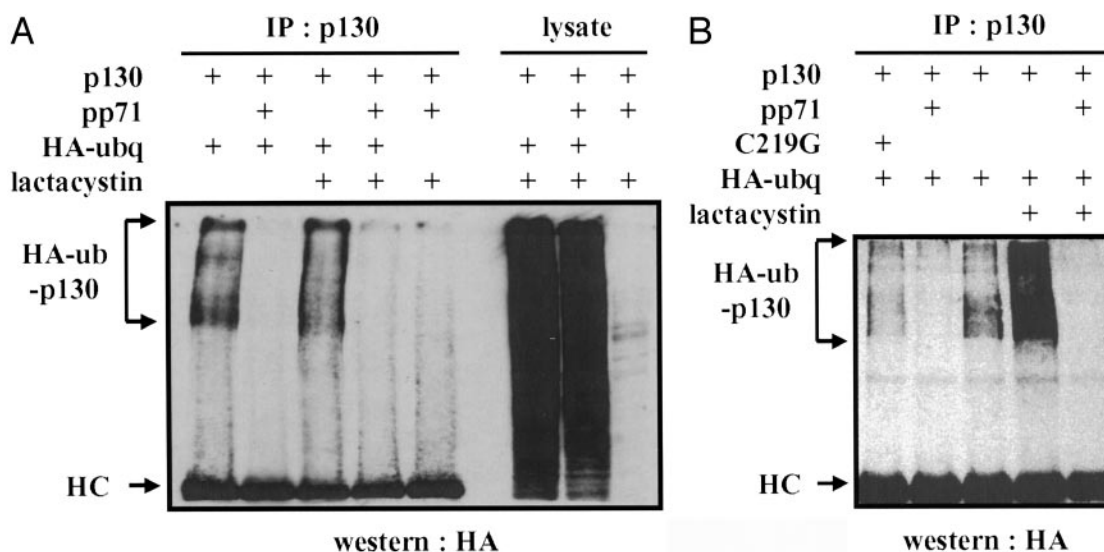 A
IP : p130 lysate
p130 + + + + + + + +
pp71 + + + + +
HA-ubq + + + + + +
lactacystin + + + + + +
HA-ub
-p130
HC
western : HA
B
IP : p130
p130 + + + + +
pp71 + +
C219G +
HA-ubq + + + + +
lactacystin + +
HA-ub
-p130
HC
western : HA